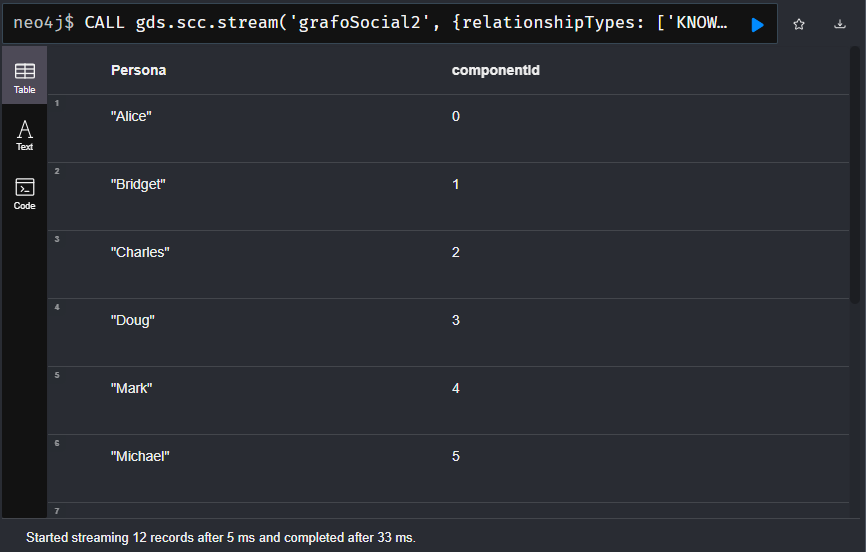 neo4j$ CALL gds.scc.stream('grafoSocial2', {relationshipTypes: ['KNOW…
Table
Text
Code
Persona componentId
1
"Alice" 0
2
"Bridget" 1
3
"Charles" 2
4
"Doug" 3
5
"Mark" 4
6
"Michael" 5
7
Started streaming 12 records after 5 ms and completed after 33 ms.